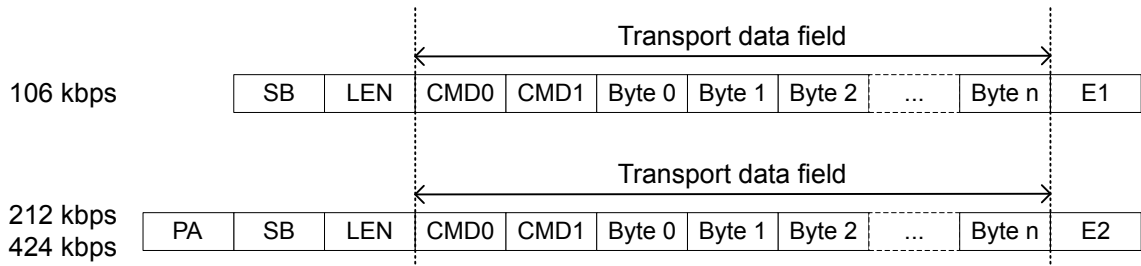 Transport data field
106 kbps SB LEN CMD0 CMD1 Byte 0 Byte 1 Byte 2 ... Byte n E1
Transport data field
212 kbps
424 kbps
PA SB LEN CMD0 CMD1 Byte 0 Byte 1 Byte 2 ... Byte n E2